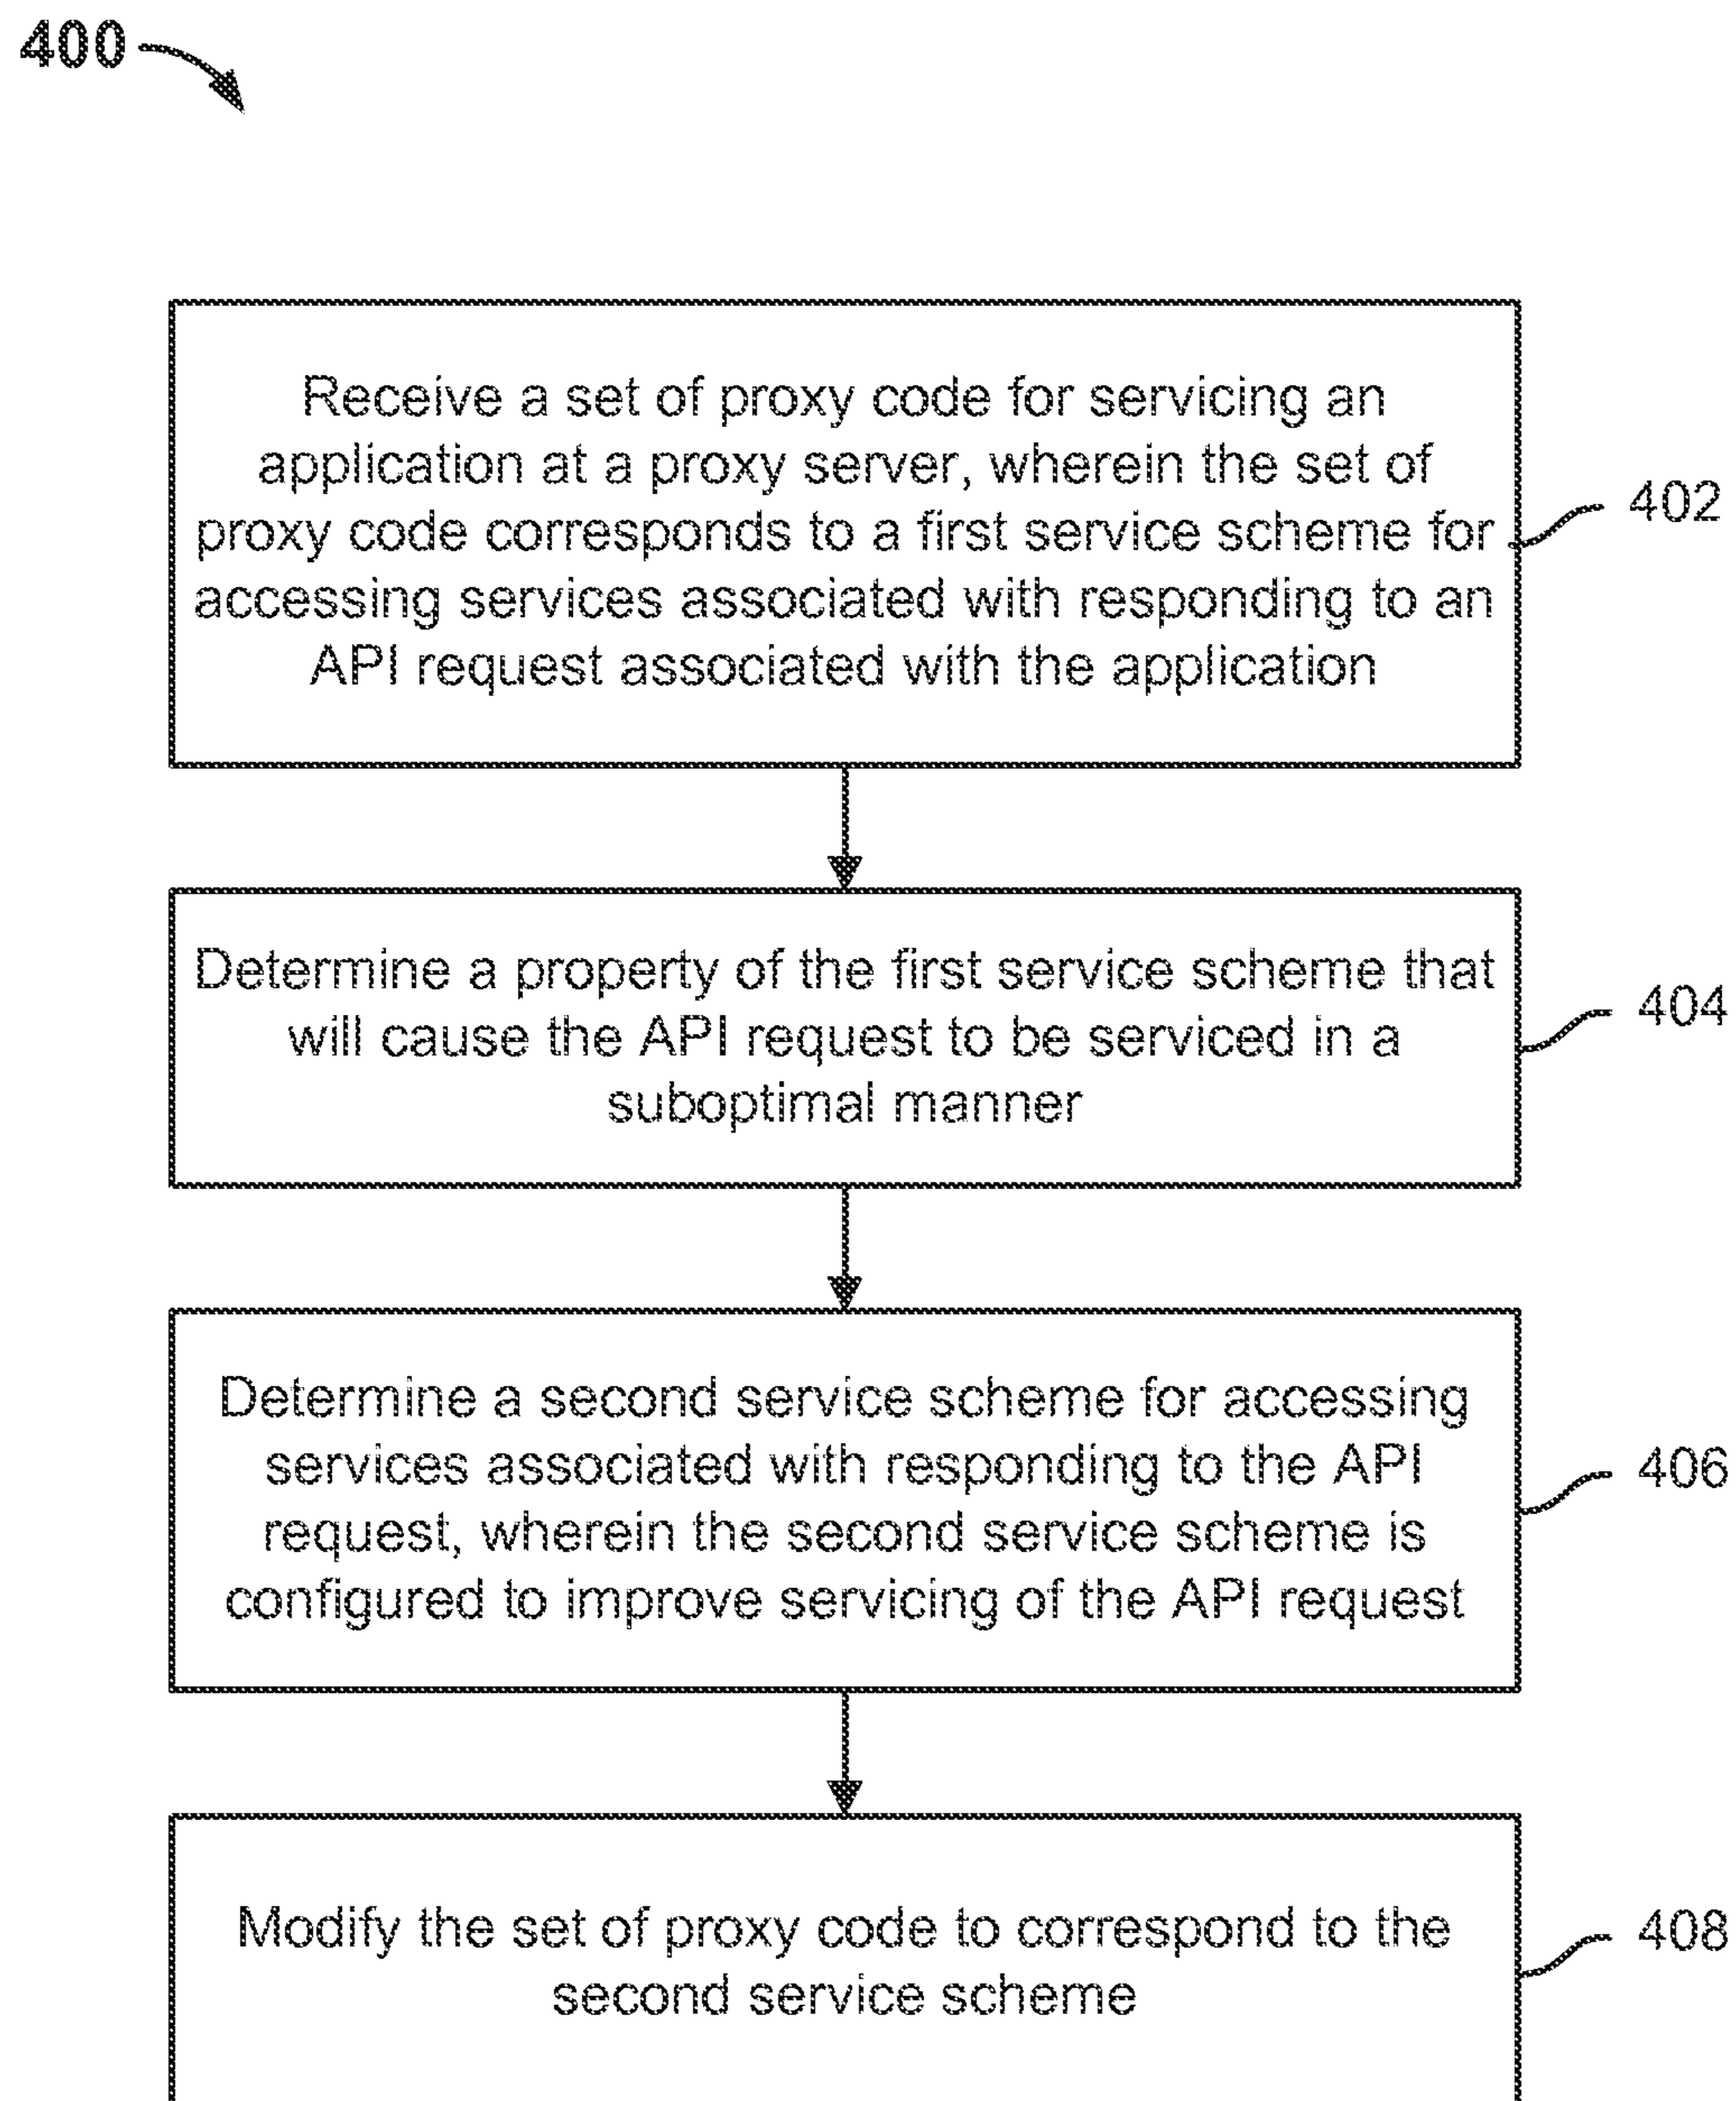 400
Receive a set of proxy code for servicing an
application at a proxy server, wherein the set of
proxy code corresponds to a first service scheme for
accessing services associated with responding to an
API request associated with the application
402
Determine a property of the first service scheme that
will cause the API request to be serviced in a
suboptimal manner
404
Determine a second service scheme for accessing
services associated with responding to the API
request, wherein the second service scheme is
configured to improve servicing of the API request
406
Modify the set of proxy code to correspond to the
second service scheme
408